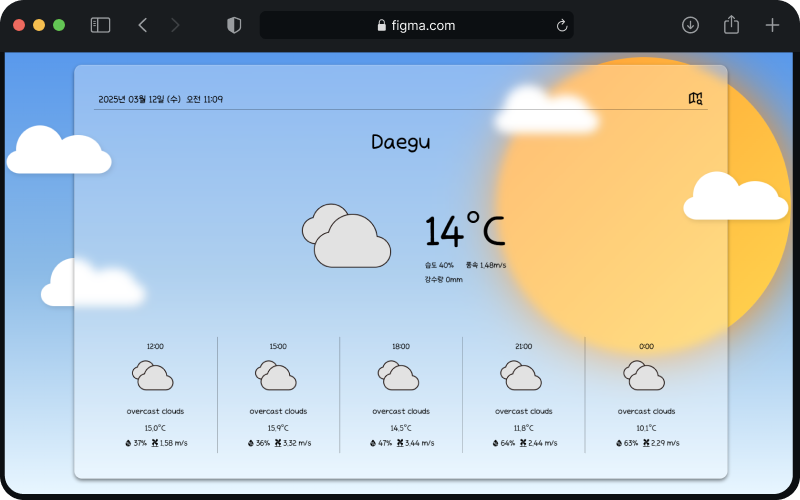 figma.com
2025년 03월 12일 (수) 오전 11:09
Daegu
14°C
습도 40% 풍속 1.48m/s
강수량 0mm
12:00 15:00 18:00 21:00 0:00
overcast clouds overcast clouds overcast clouds overcast clouds overcast clouds
15.0°C 15.9°C 14.5°C 11.8°C 10.1°C
37% 1.58 m/s 36% 3.32 m/s 47% 3.44 m/s 64% 2.44 m/s 63% 2.29 m/s